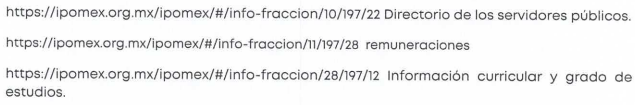 https://ipomex.org.mx/ipomex/#/info-fraccion/10/197/22 Directorio de los servidores públicos.
https://ipomex.org.mx/ipomex/#/info-fraccion/11/197/28 remuneraciones
https://ipomex.org.mx/ipomex/#/info-fraccion/28/197/12 Información curricular y grado de
estudios.